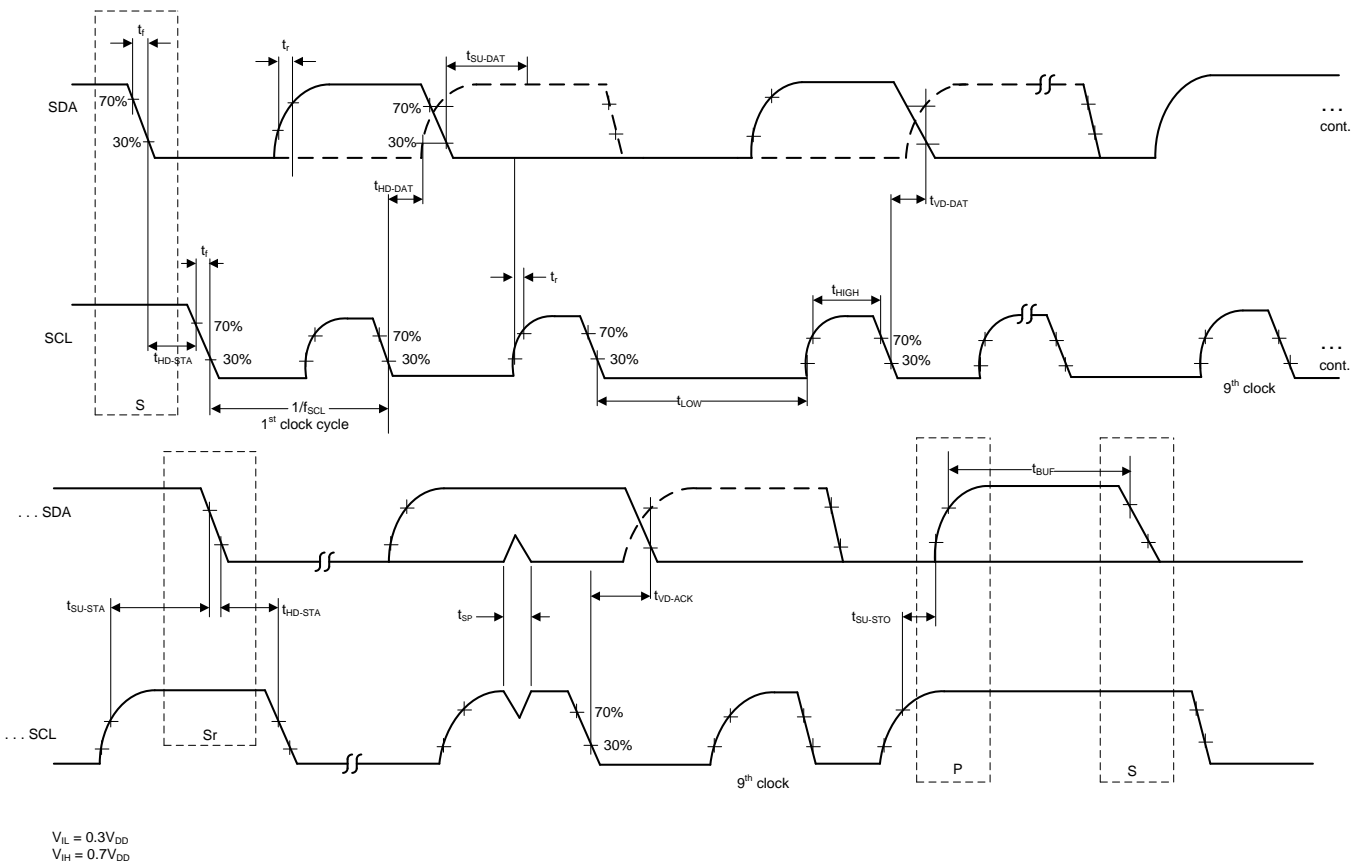 t_f
t_r
t_SU-DAT
SDA
70%
30%
70%
30%
...
cont.
t_HD-DAT
t_VD-DAT
t_f
t_r
t_HIGH
SCL
70%
30%
70%
30%
70%
30%
70%
30%
...
cont.
t_HD-STA
S
1/f_SCL
1st clock cycle
t_LOW
9th clock
t_BUF
... SDA
t_SU-STA
t_HD-STA
t_SP
t_VD-ACK
t_SU-STO
... SCL
Sr
70%
30%
9th clock
P
S
V_IL = 0.3V_DD
V_IH = 0.7V_DD